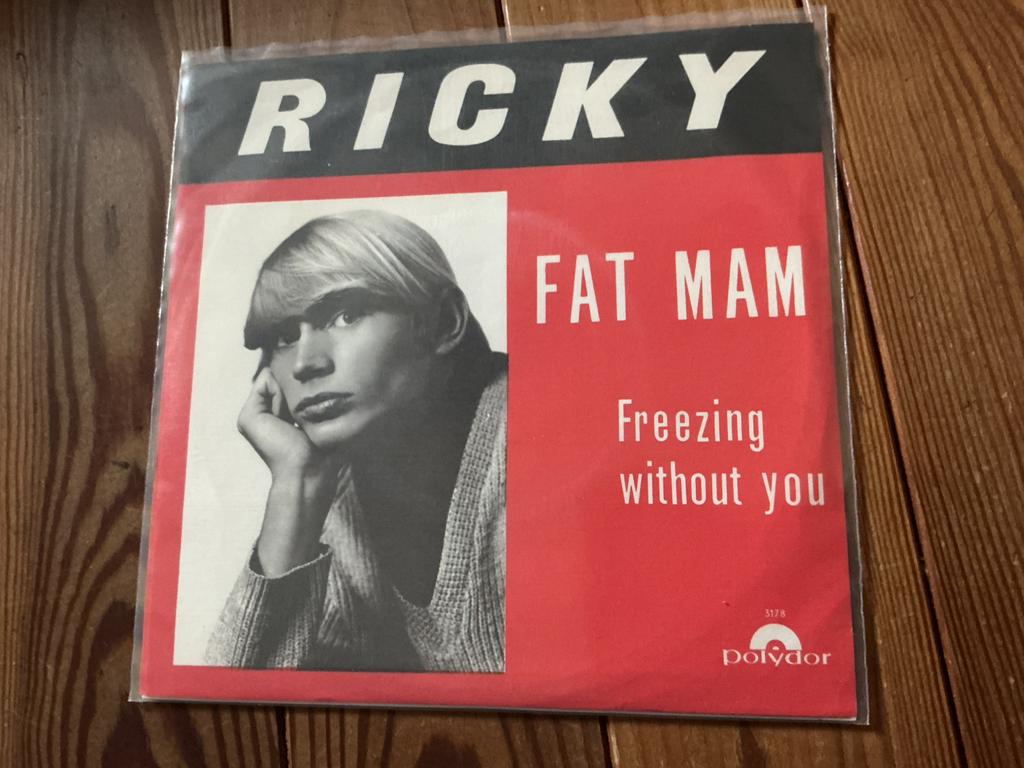 RICKY
FAT MAM
Freezing
without you
3178
polydor